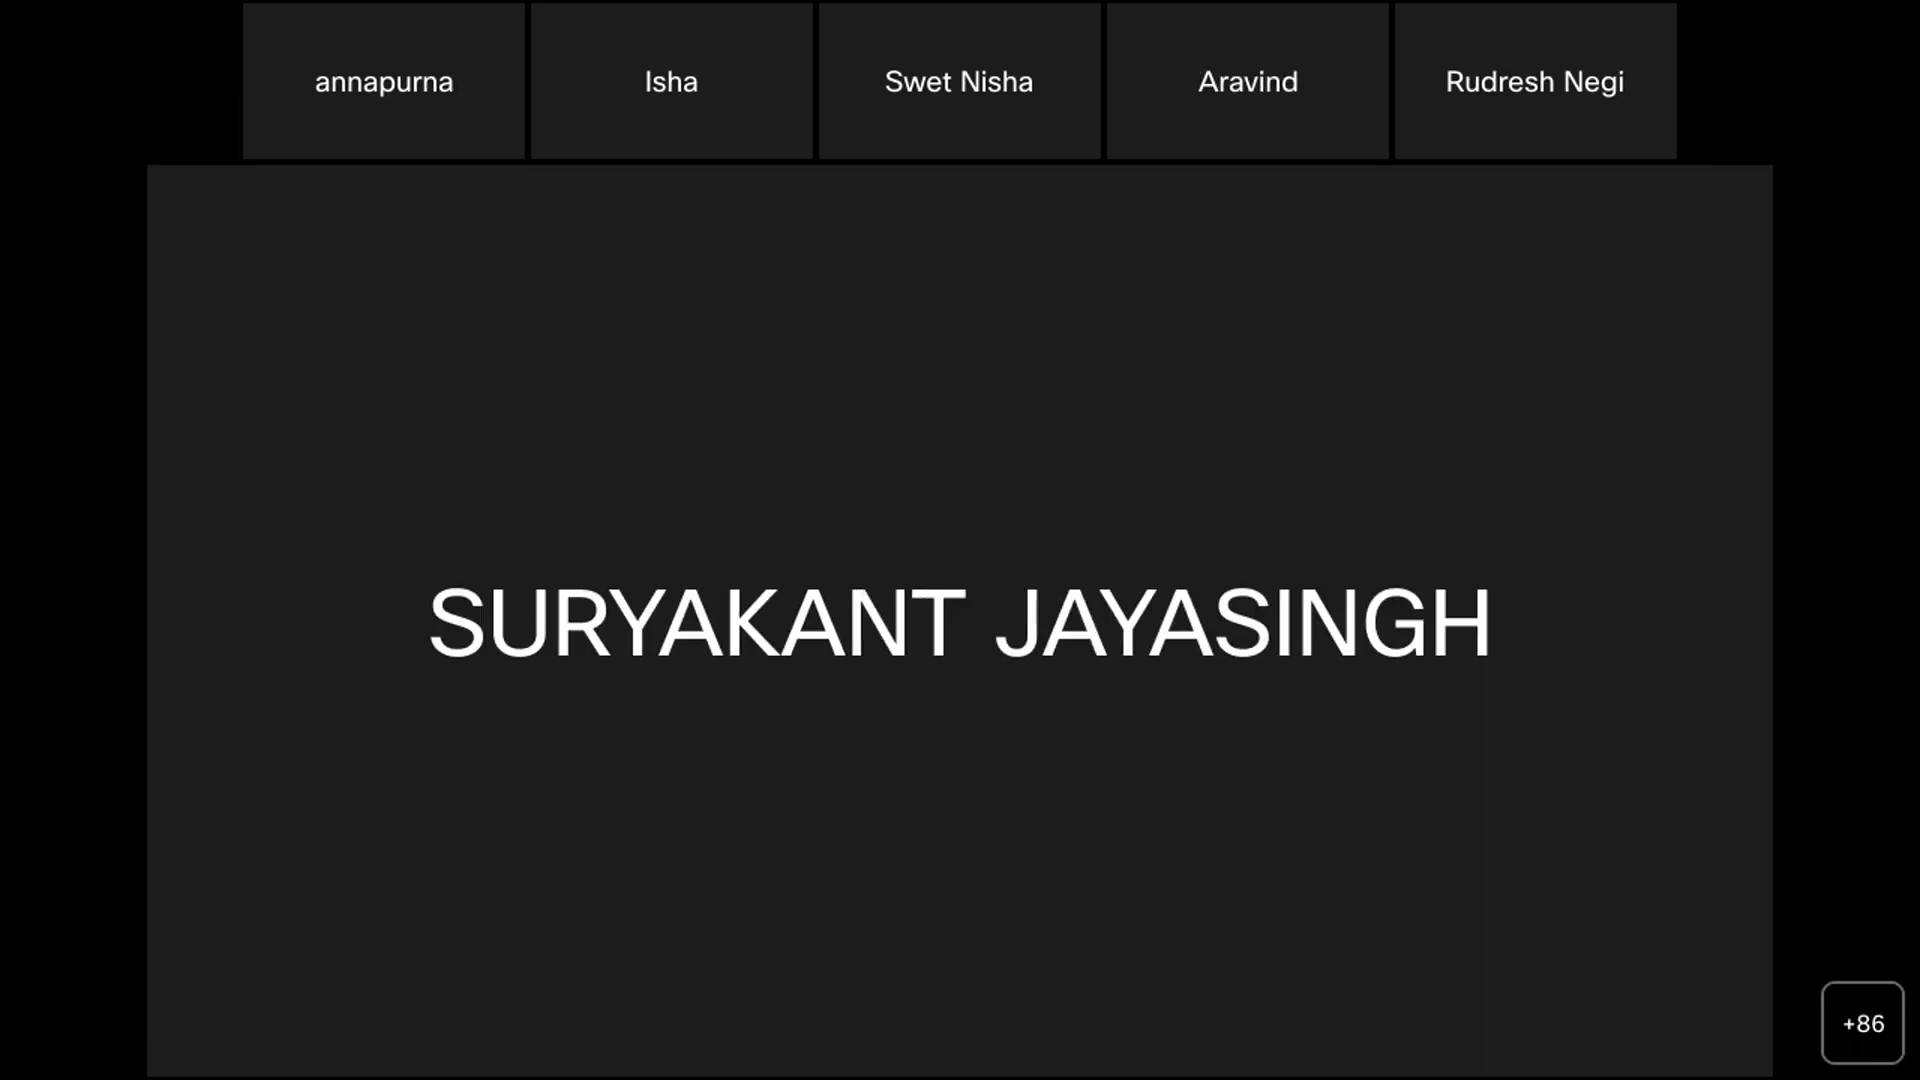 annapurna
Isha
Swet Nisha
Aravind
Rudresh Negi
SURYAKANT JAYASINGH
+86